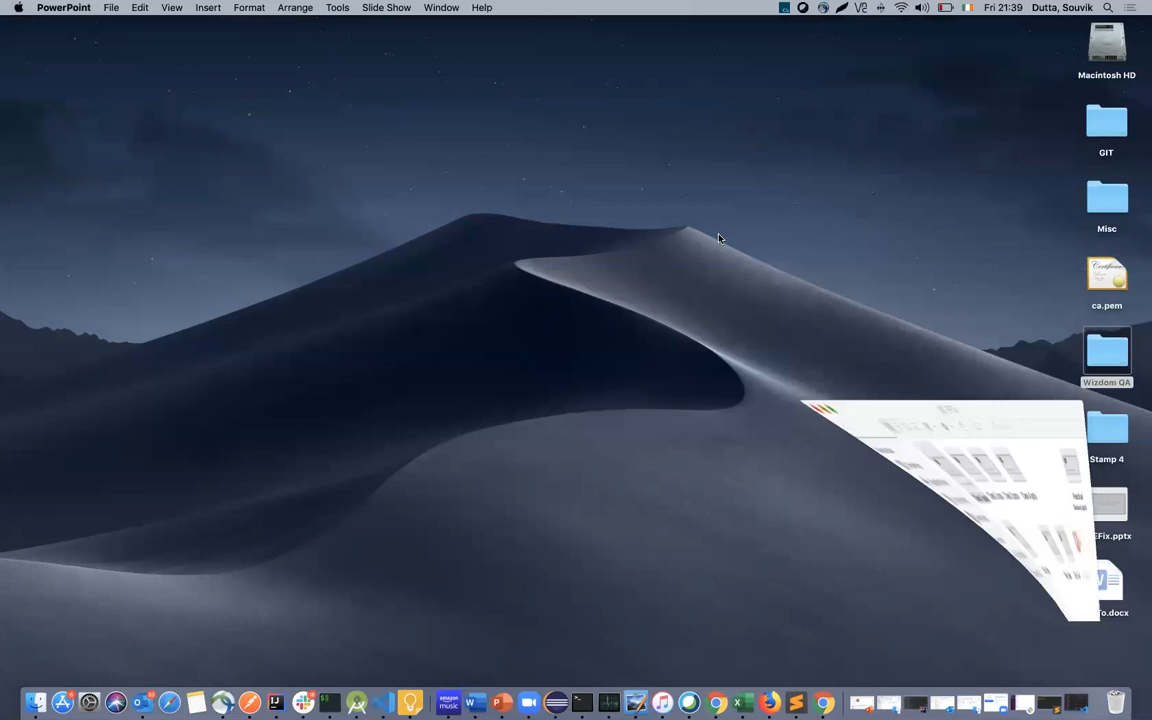 PowerPoint File Edit View Insert Format Arrange Tools Slide Show Window Help Fri 21:39 Dutta, Souvik
Macintosh HD
GIT
Misc
ca.pem
Wizdom QA
Stamp 4
EFix.pptx
To.docx